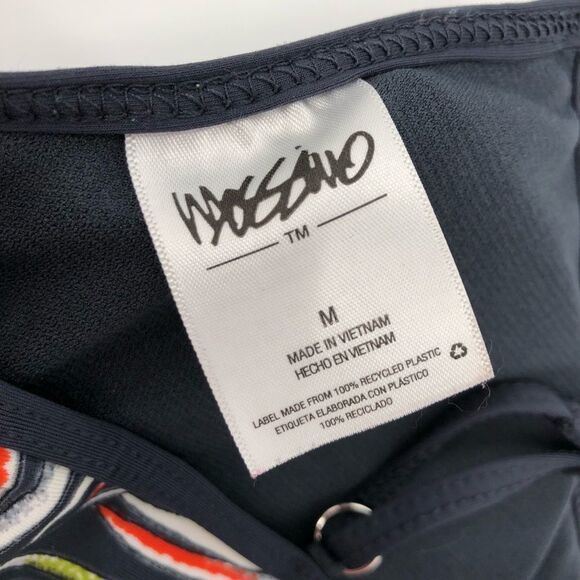 MOSSIMO
TM
M
MADE IN VIETNAM
HECHO EN VIETNAM
LABEL MADE FROM 100% RECYCLED PLASTIC
ETIQUETA ELABORADA CON PLÁSTICO
100% RECICLADO